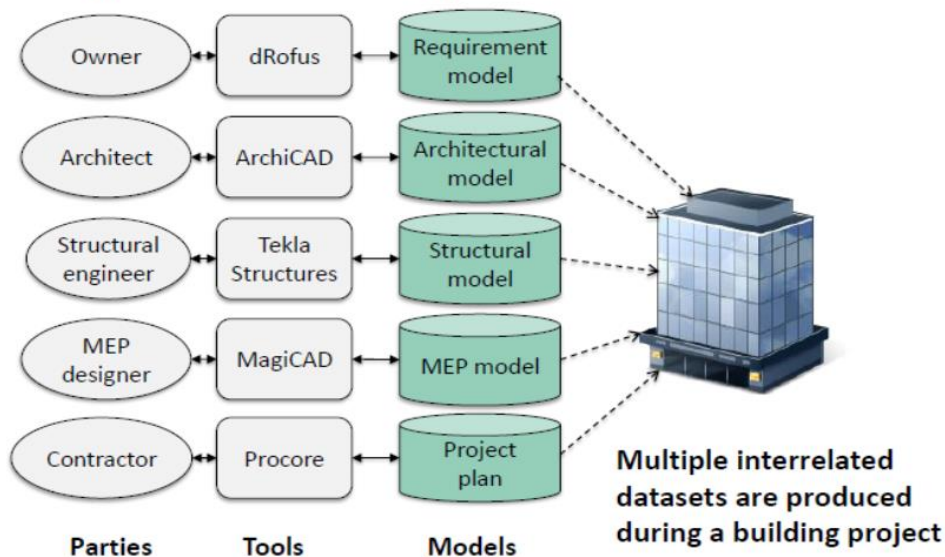 Owner
dRofus
Requirement
model
Architect
ArchiCAD
Architectural
model
Structural
engineer
Tekla
Structures
Structural
model
MEP
designer
MagiCAD
MEP model
Contractor
Procore
Project
plan
Parties
Tools
Models
Multiple interrelated
datasets are produced
during a building project